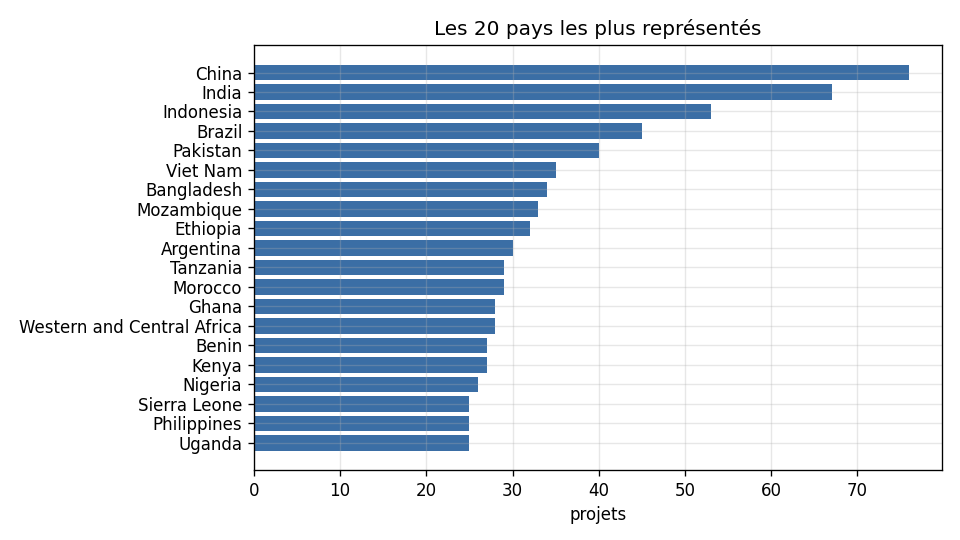 Les 20 pays les plus représentés
China
India
Indonesia
Brazil
Pakistan
Viet Nam
Bangladesh
Mozambique
Ethiopia
Argentina
Tanzania
Morocco
Ghana
Western and Central Africa
Benin
Kenya
Nigeria
Sierra Leone
Philippines
Uganda
0 10 20 30 40 50 60 70
projets